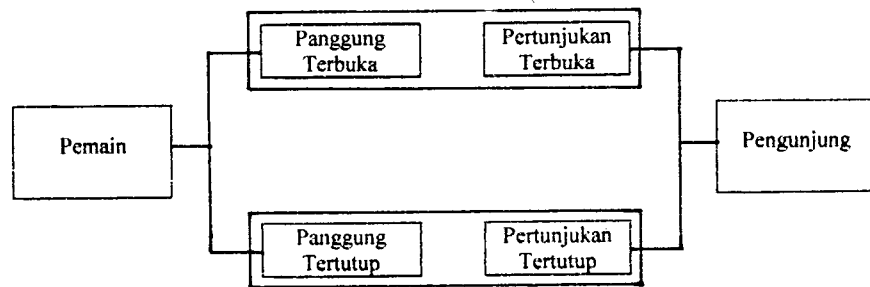 Panggung
Terbuka
Pertunjukan
Terbuka
Pemain
Pengunjung
Panggung
Tertutup
Pertunjukan
Tertutup